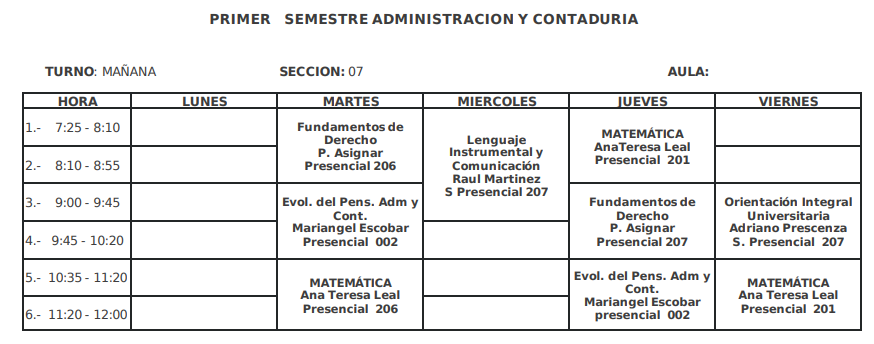 PRIMER SEMESTRE ADMINISTRACION Y CONTADURIA
TURNO: MAÑANA SECCION: 07 AULA:
HORA LUNES MARTES MIERCOLES JUEVES VIERNES
1.- 7:25 - 8:10
2.- 8:10 - 8:55
3.- 9:00 - 9:45
4.- 9:45 - 10:20
5.- 10:35 - 11:20
6.- 11:20 - 12:00
Fundamentos de
Derecho
P. Asignar
Presencial 206
Evol. del Pens. Adm y
Cont.
Mariangel Escobar
Presencial 002
MATEMÁTICA
Ana Teresa Leal
Presencial 206
Lenguaje
Instrumental y
Comunicación
Raul Martinez
S Presencial 207
MATEMÁTICA
AnaTeresa Leal
Presencial 201
Fundamentos de
Derecho
P. Asignar
Presencial 207
Evol. del Pens. Adm y
Cont.
Mariangel Escobar
presencial 002
Orientación Integral
Universitaria
Adriano Prescenza
S. Presencial 207
MATEMÁTICA
Ana Teresa Leal
Presencial 201